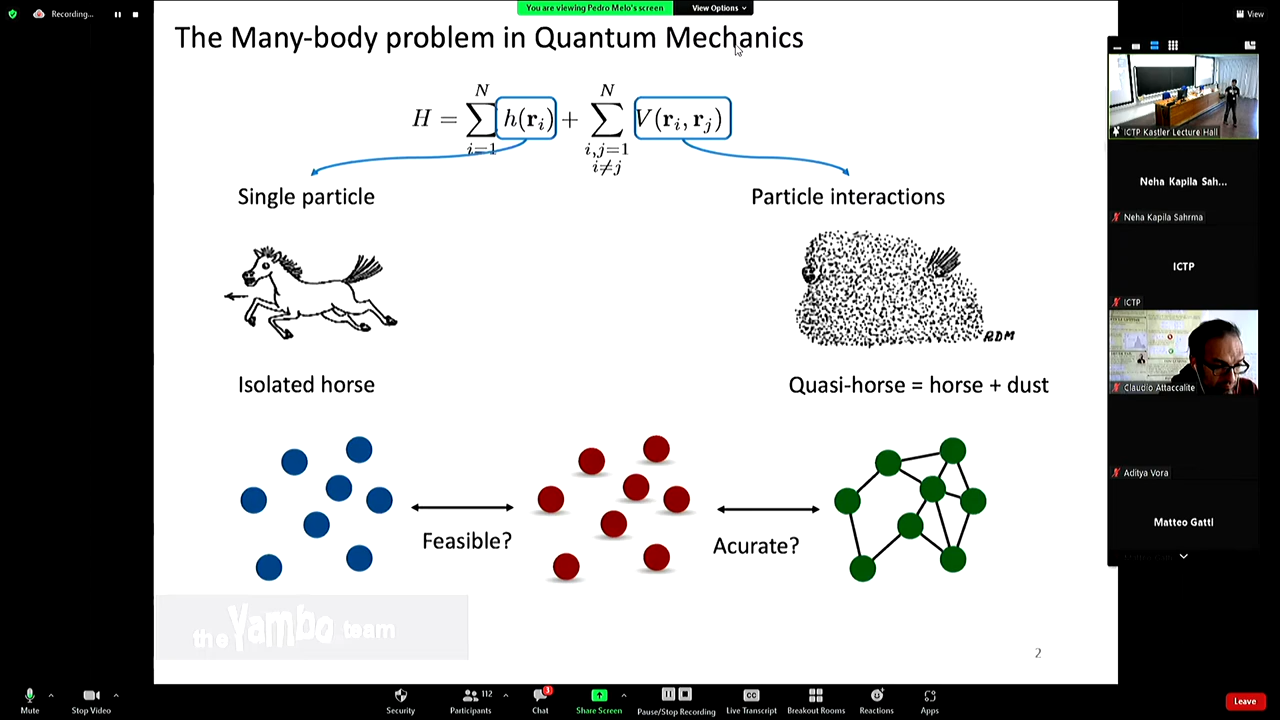 Recording...
You are viewing Pedro Melo's screen
View Options
View
The Many-body problem in Quantum Mechanics
H = ∑_{i=1}^{N} h(r_i) + ∑_{i,j=1 i≠j}^{N} V(r_i, r_j)
Single particle
Particle interactions
RDM
Isolated horse
Quasi-horse = horse + dust
Feasible?
Acurate?
the Yambo team
2
ICTP Kastler Lecture Hall
Neha Kapila Sah...
Neha Kapila Sahrma
ICTP
ICTP
Claudio Attaccalite
Aditya Vora
Matteo Gatti
Mute
Stop Video
Security
112
Participants
3
Chat
Share Screen
Pause/Stop Recording
CC
Live Transcript
Breakout Rooms
Reactions
Apps
Leave